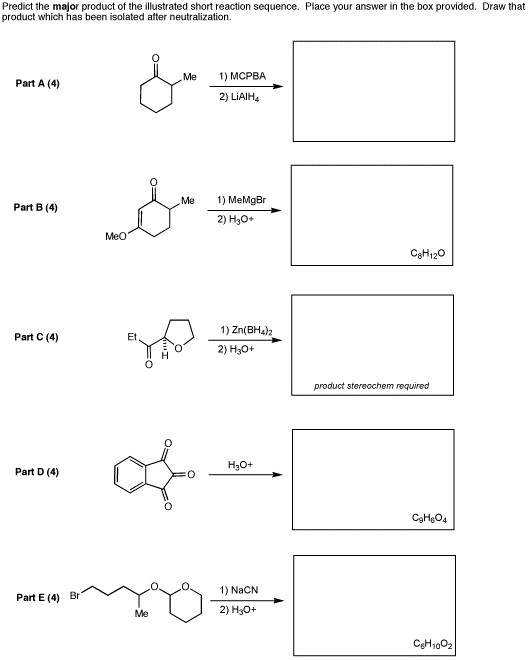 Predict the major product of the illustrated short reaction sequence. Place your answer in the box provided. Draw that
product which has been isolated after neutralization.
Part A (4)
O
Me
1) MCPBA
2) LiAlH4
Part B (4)
O
Me
MeO
1) MeMgBr
2) H3O+
C8H12O
Part C (4)
Et
O
H
O
1) Zn(BH4)2
2) H3O+
product stereochem required
Part D (4)
O
O
O
H3O+
C9H6O4
Part E (4)
Br
O
O
Me
1) NaCN
2) H3O+
C6H10O2